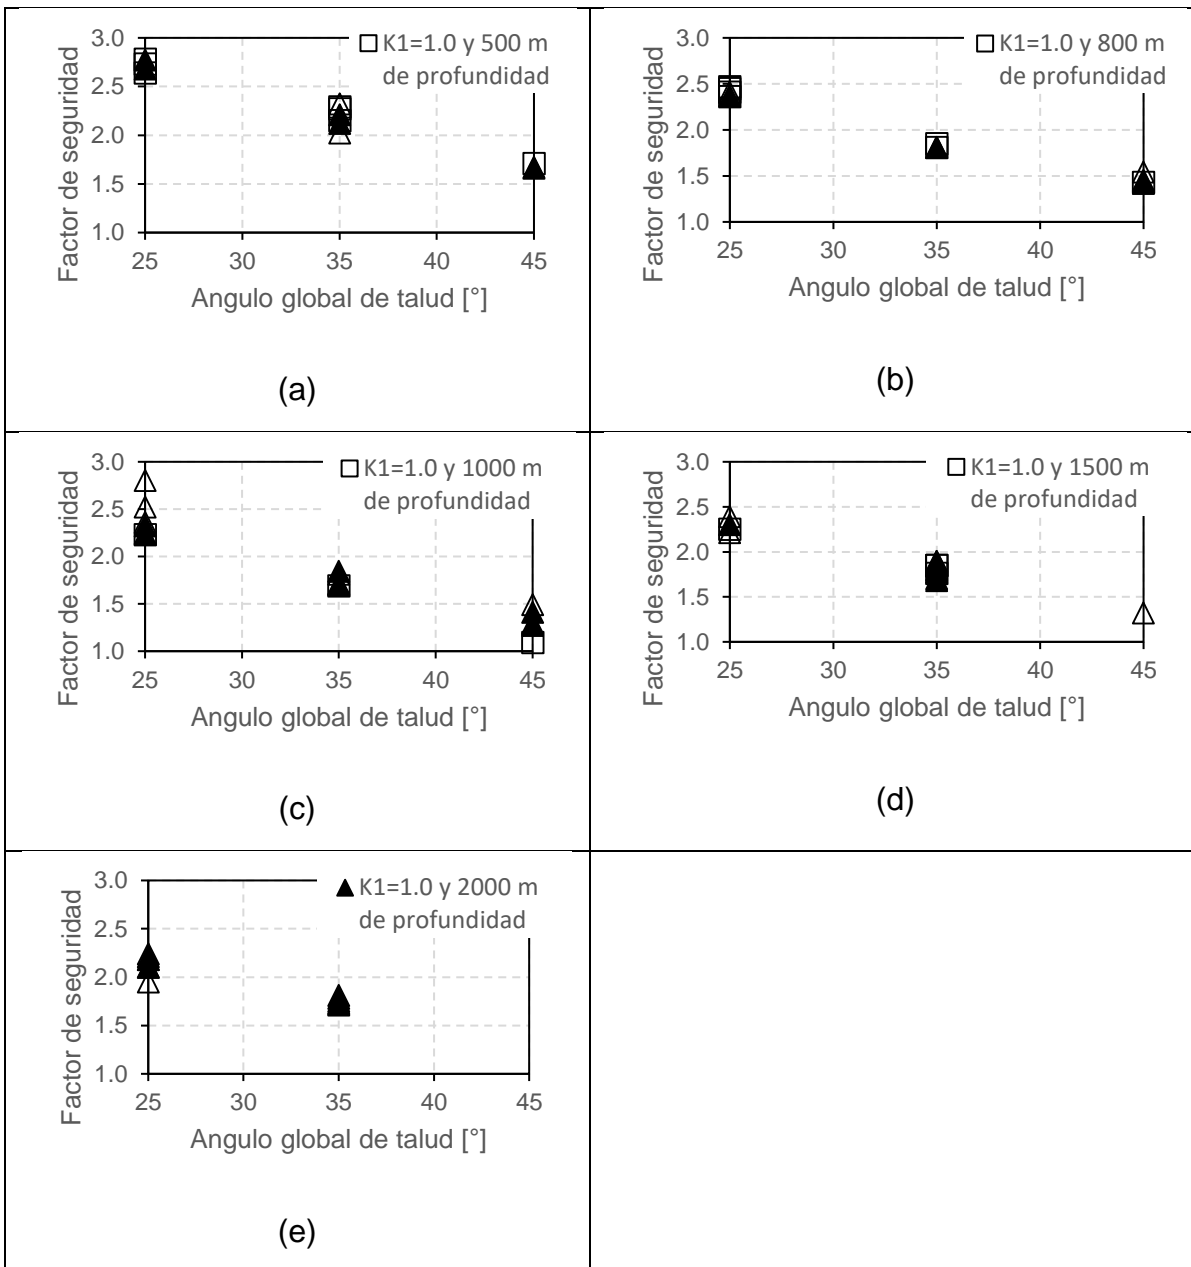 K1=1.0 y 500 m
de profundidad
3.0
2.5
2.0
1.5
1.0
Factor de seguridad
25 30 35 40 45
Angulo global de talud [°]
(a)
K1=1.0 y 800 m
de profundidad
3.0
2.5
2.0
1.5
1.0
Factor de seguridad
25 30 35 40 45
Angulo global de talud [°]
(b)
K1=1.0 y 1000 m
de profundidad
3.0
2.5
2.0
1.5
1.0
Factor de seguridad
25 30 35 40 45
Angulo global de talud [°]
(c)
K1=1.0 y 1500 m
de profundidad
3.0
2.5
2.0
1.5
1.0
Factor de seguridad
25 30 35 40 45
Angulo global de talud [°]
(d)
K1=1.0 y 2000 m
de profundidad
3.0
2.5
2.0
1.5
1.0
Factor de seguridad
25 30 35 40 45
Angulo global de talud [°]
(e)